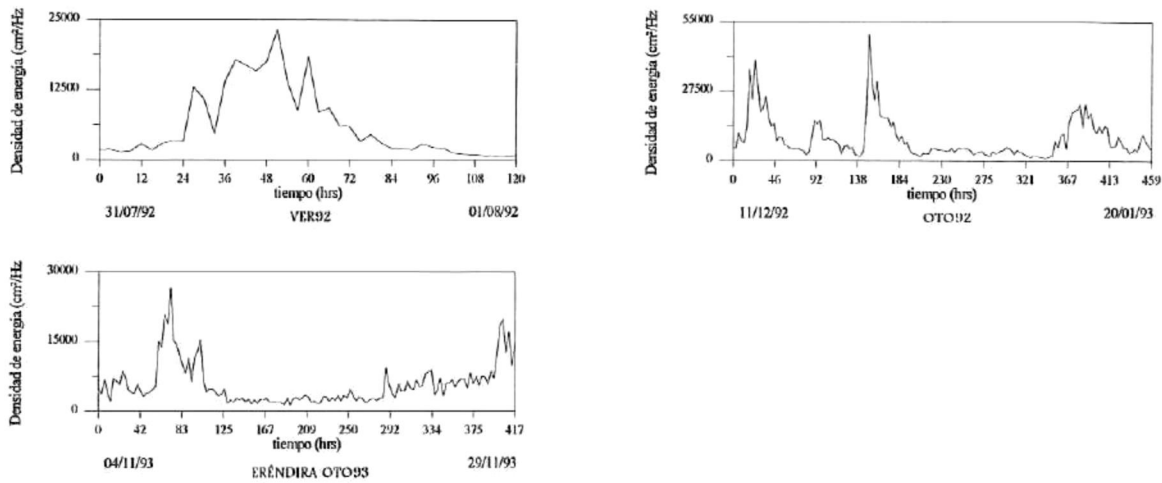 Densidad de energía (cm²/Hz)
25000
12500
0
0 12 24 36 48 60 72 84 96 108 120
tiempo (hrs)
31/07/92 VER92 01/08/92
Densidad de energía (cm²/Hz)
55000
27500
0
0 46 92 138 184 230 275 321 367 413 459
tiempo (hrs)
11/12/92 OTO92 20/01/93
Densidad de energía (cm²/Hz)
30000
15000
0
0 42 83 125 167 209 250 292 334 375 417
tiempo (hrs)
04/11/93 ERÉNDIRA OTO93 29/11/93